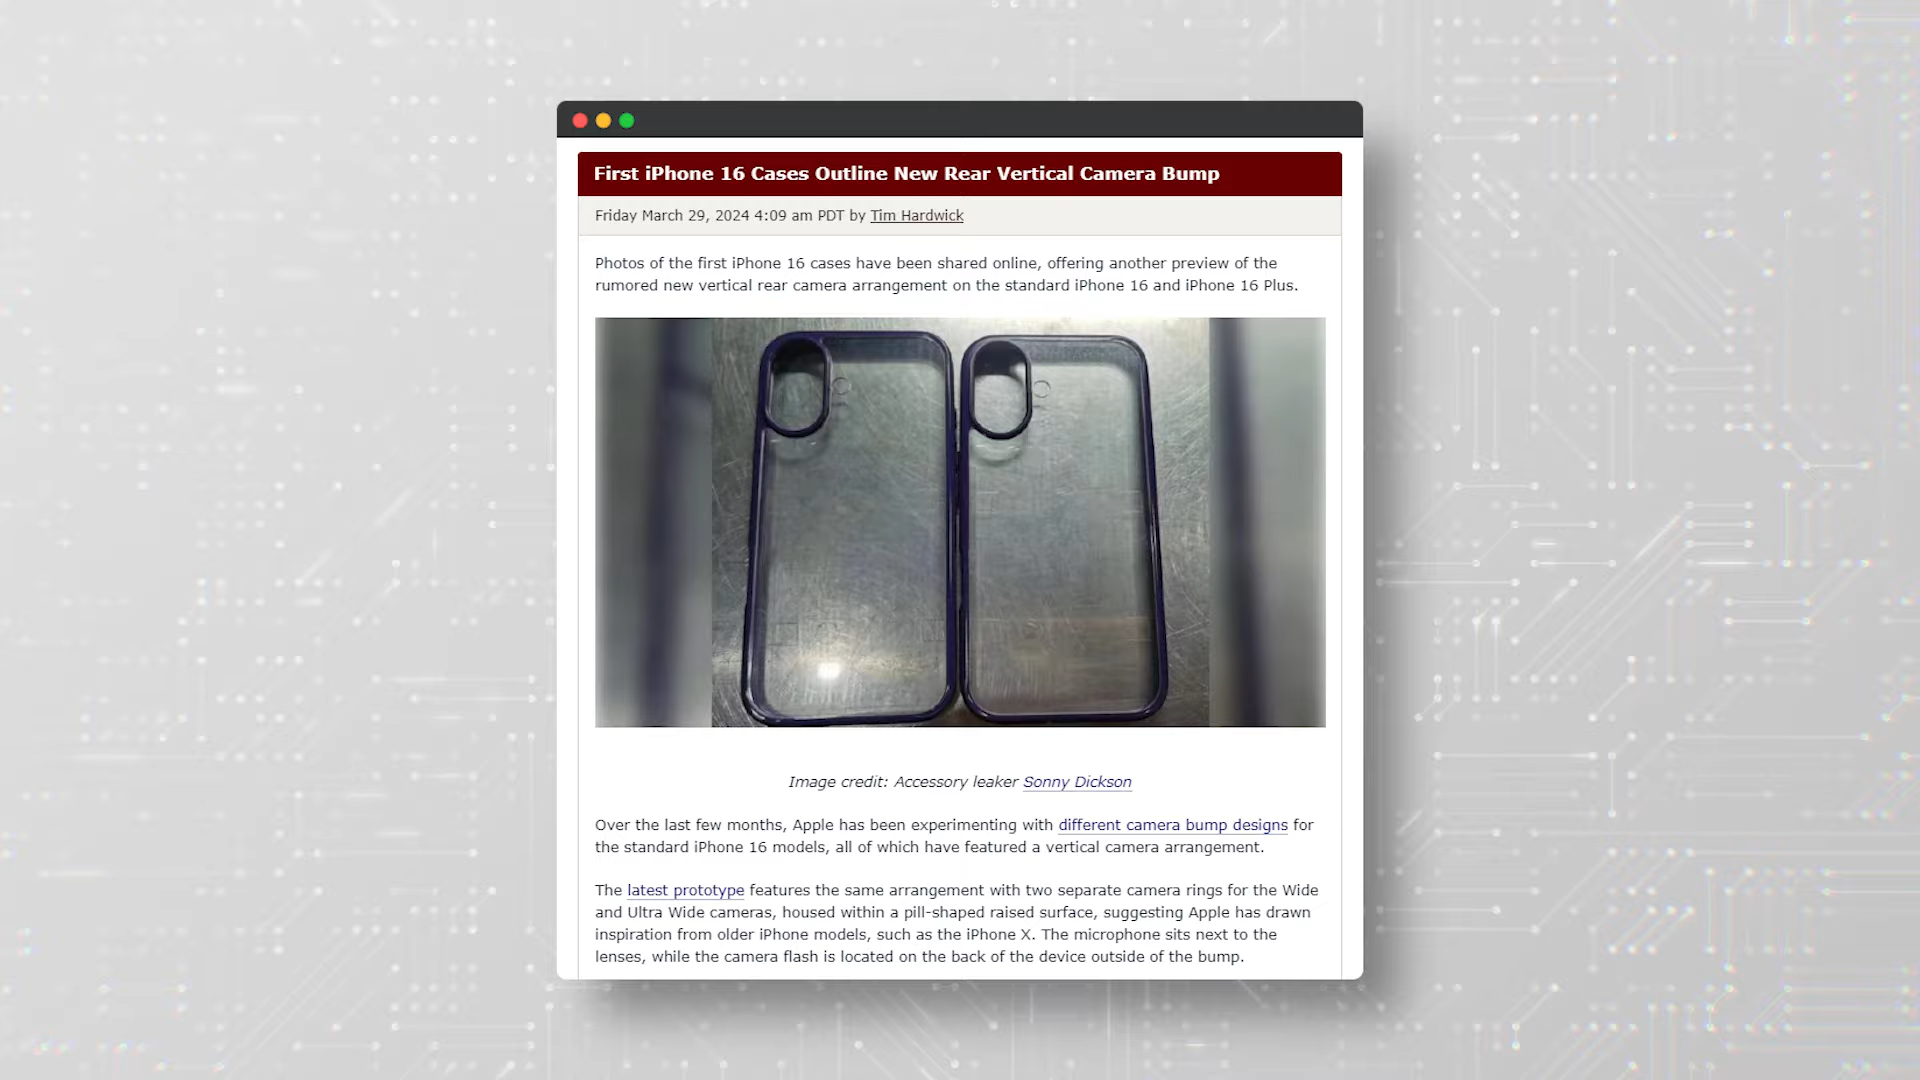 First iPhone 16 Cases Outline New Rear Vertical Camera Bump
Friday March 29, 2024 4:09 am PDT by Tim Hardwick
Photos of the first iPhone 16 cases have been shared online, offering another preview of the
rumored new vertical rear camera arrangement on the standard iPhone 16 and iPhone 16 Plus.
Image credit: Accessory leaker Sonny Dickson
Over the last few months, Apple has been experimenting with different camera bump designs for
the standard iPhone 16 models, all of which have featured a vertical camera arrangement.
The latest prototype features the same arrangement with two separate camera rings for the Wide
and Ultra Wide cameras, housed within a pill-shaped raised surface, suggesting Apple has drawn
inspiration from older iPhone models, such as the iPhone X. The microphone sits next to the
lenses, while the camera flash is located on the back of the device outside of the bump.